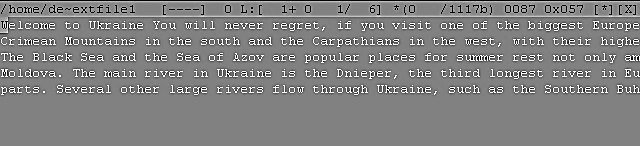 /home/de~extfile1 [----] 0 L:[ 1+ 0 1/ 6] *(0 /1117b) 0087 0x057 [*][X]
Welcome to Ukraine You will never regret, if you visit one of the biggest Europe
Crimean Mountains in the south and the Carpathians in the west, with their highe
The Black Sea and the Sea of Azov are popular places for summer rest not only am
Moldova. The main river in Ukraine is the Dnieper, the third longest river in Eu
parts. Several other large rivers flow through Ukraine, such as the Southern Buh